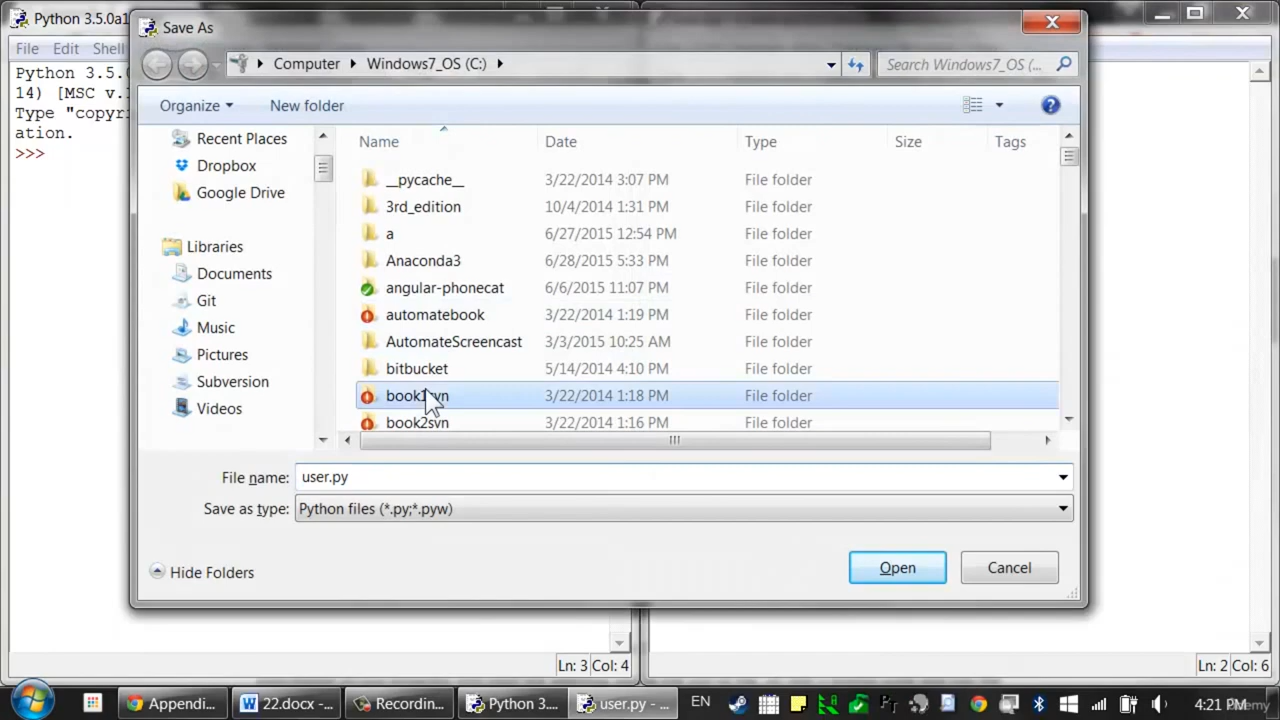 Python 3.5.0a1
Save As
File Edit Shell
Computer Windows7_OS (C:)
Search Windows7_OS (...
Python 3.5.0
14) [MSC v.1
Type "copyri
ation.
>>>
Organize New folder
Recent Places
Dropbox
Google Drive
Libraries
Documents
Git
Music
Pictures
Subversion
Videos
Name Date Type Size Tags
__pycache__ 3/22/2014 3:07 PM File folder
3rd_edition 10/4/2014 1:31 PM File folder
a 6/27/2015 12:54 PM File folder
Anaconda3 6/28/2015 5:33 PM File folder
angular-phonecat 6/6/2015 11:07 PM File folder
automatebook 3/22/2014 1:19 PM File folder
AutomateScreencast 3/3/2015 10:25 AM File folder
bitbucket 5/14/2014 4:10 PM File folder
book1svn 3/22/2014 1:18 PM File folder
book2svn 3/22/2014 1:16 PM File folder
File name: user.py
Save as type: Python files (*.py;*.pyw)
Hide Folders
Open Cancel
Ln: 3 Col: 4
Ln: 2 Col: 6
Appendi...
22.docx -...
Recordin...
Python 3....
user.py - ...
EN
4:21 PM
Udemy